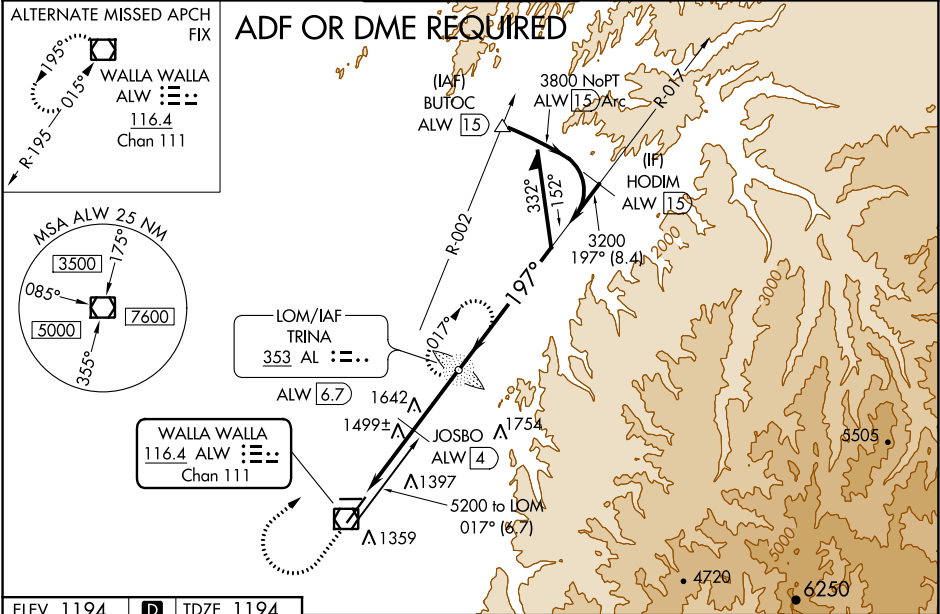 ALTERNATE MISSED APCH
FIX
195°
015°
R-195
WALLA WALLA
ALW
116.4
Chan 111
ADF OR DME REQUIRED
(IAF)
BUTOC
ALW 15
3800 NoPT
ALW 15 Arc
R-017
(IF)
HODIM
ALW 15
332°
152°
3200
197° (8.4)
2000
R-002
197°
3000
MSA ALW 25 NM
175°
3500
085°
5000
7600
355°
LOM/IAF
TRINA
353 AL
ALW 6.7
017°
1642
1499±
JOSBO
ALW 4
1754
5505
WALLA WALLA
116.4 ALW
Chan 111
1397
5200 to LOM
017° (6.7)
1359
5000
4720
6250
ELEV 1194
D
TDZE 1194